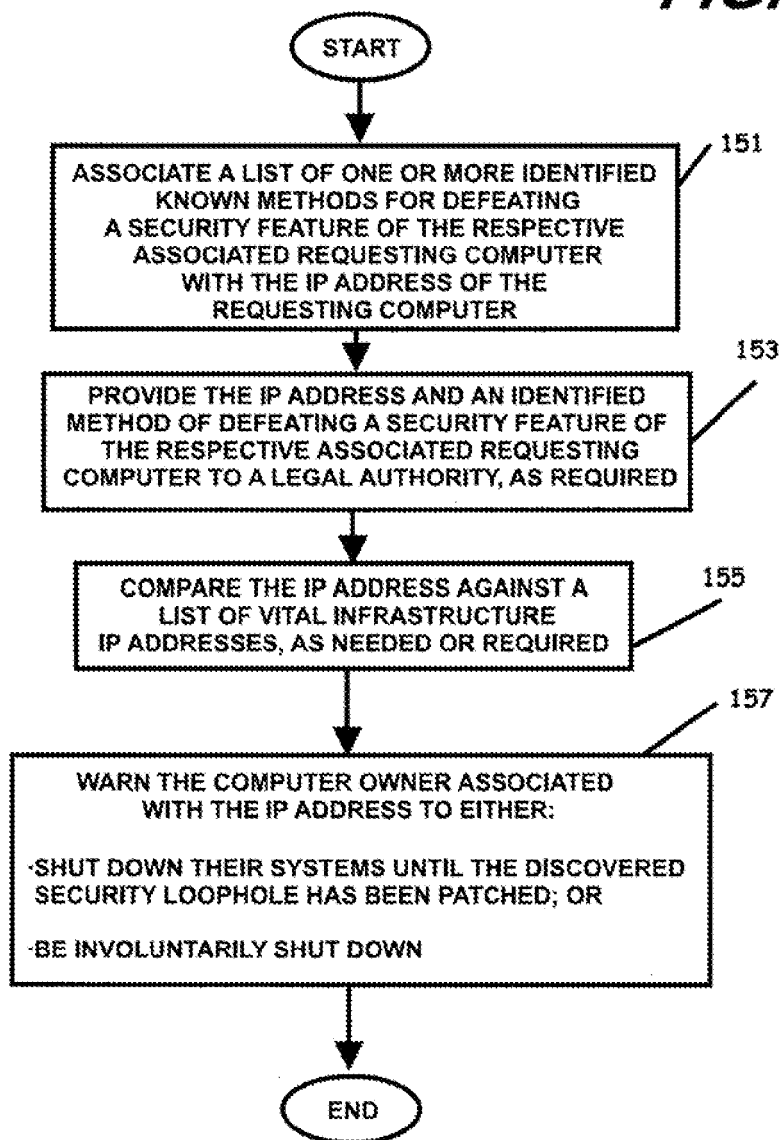 START
151
ASSOCIATE A LIST OF ONE OR MORE IDENTIFIED
KNOWN METHODS FOR DEFEATING
A SECURITY FEATURE OF THE RESPECTIVE
ASSOCIATED REQUESTING COMPUTER
WITH THE IP ADDRESS OF THE
REQUESTING COMPUTER
153
PROVIDE THE IP ADDRESS AND AN IDENTIFIED
METHOD OF DEFEATING A SECURITY FEATURE OF
THE RESPECTIVE ASSOCIATED REQUESTING
COMPUTER TO A LEGAL AUTHORITY, AS REQUIRED
155
COMPARE THE IP ADDRESS AGAINST A
LIST OF VITAL INFRASTRUCTURE
IP ADDRESSES, AS NEEDED OR REQUIRED
157
WARN THE COMPUTER OWNER ASSOCIATED
WITH THE IP ADDRESS TO EITHER:
-SHUT DOWN THEIR SYSTEMS UNTIL THE DISCOVERED
SECURITY LOOPHOLE HAS BEEN PATCHED; OR
-BE INVOLUNTARILY SHUT DOWN
END